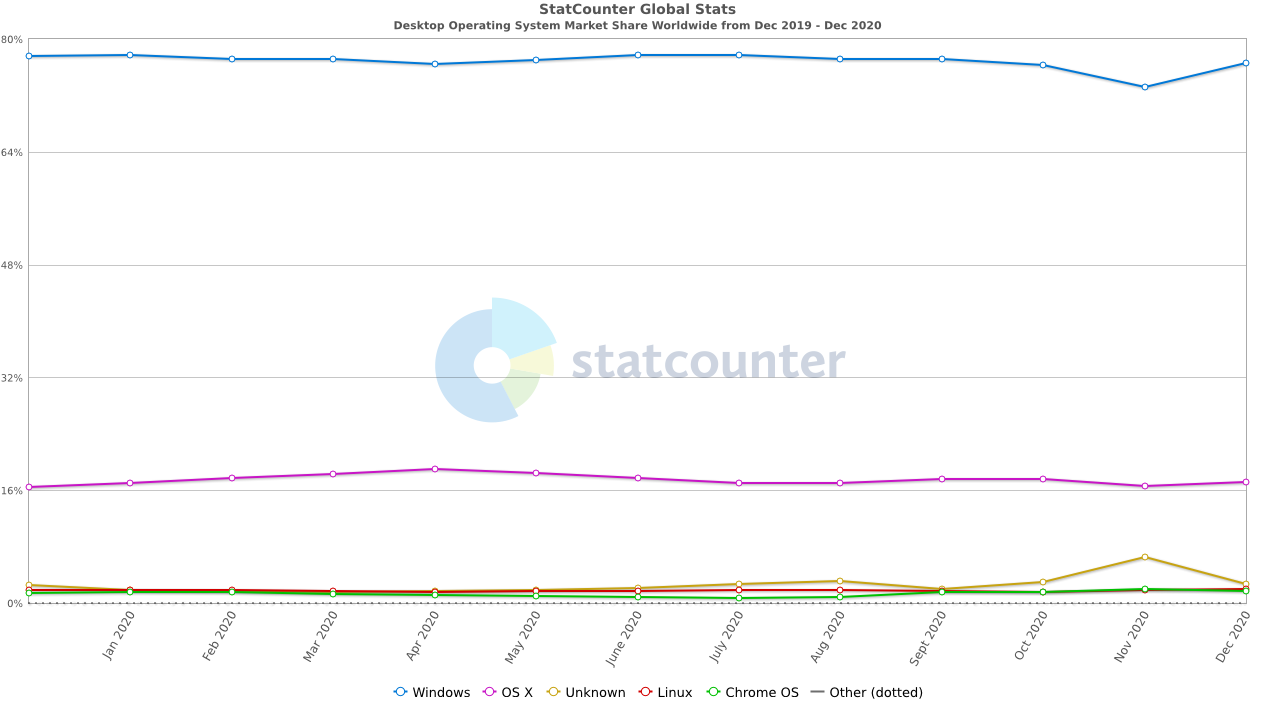 StatCounter Global Stats
Desktop Operating System Market Share Worldwide from Dec 2019 - Dec 2020
80%
64%
48%
32%
16%
0%
statcounter
Jan 2020
Feb 2020
Mar 2020
Apr 2020
May 2020
June 2020
July 2020
Aug 2020
Sept 2020
Oct 2020
Nov 2020
Dec 2020
Windows OS X Unknown Linux Chrome OS Other (dotted)